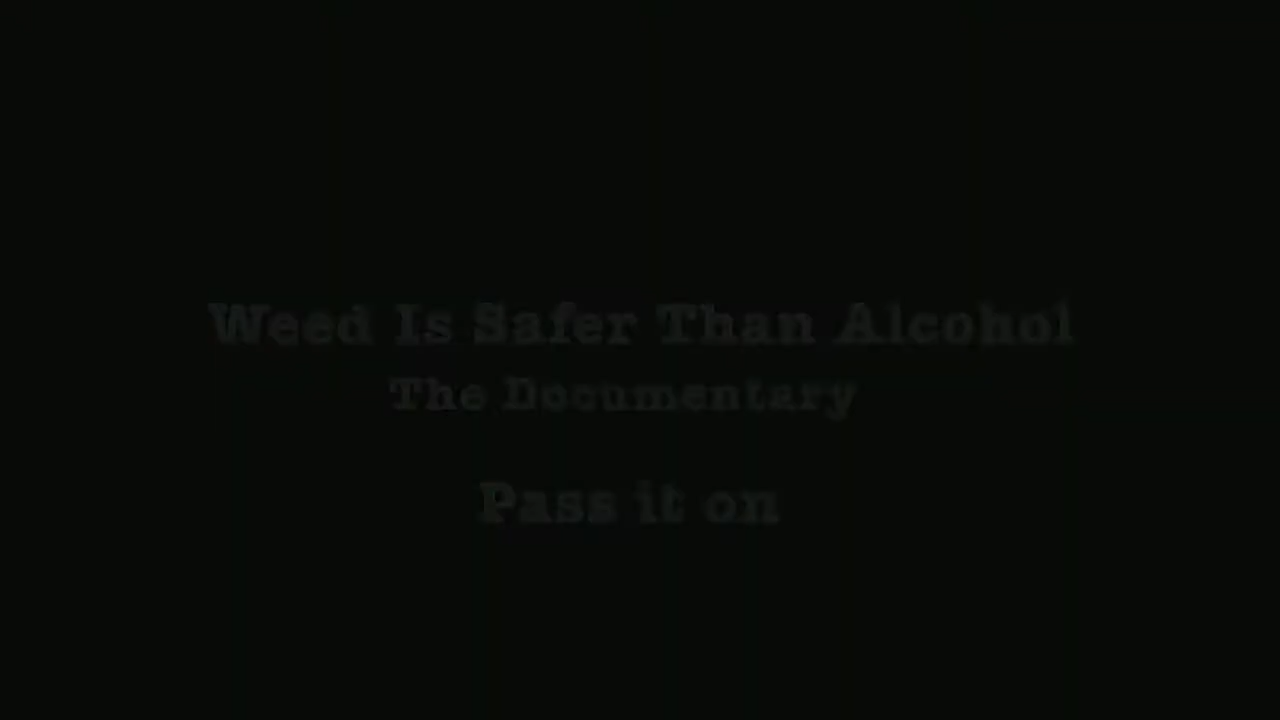 Weed Is Safer Than Alcohol
The Documentary
Pass it on